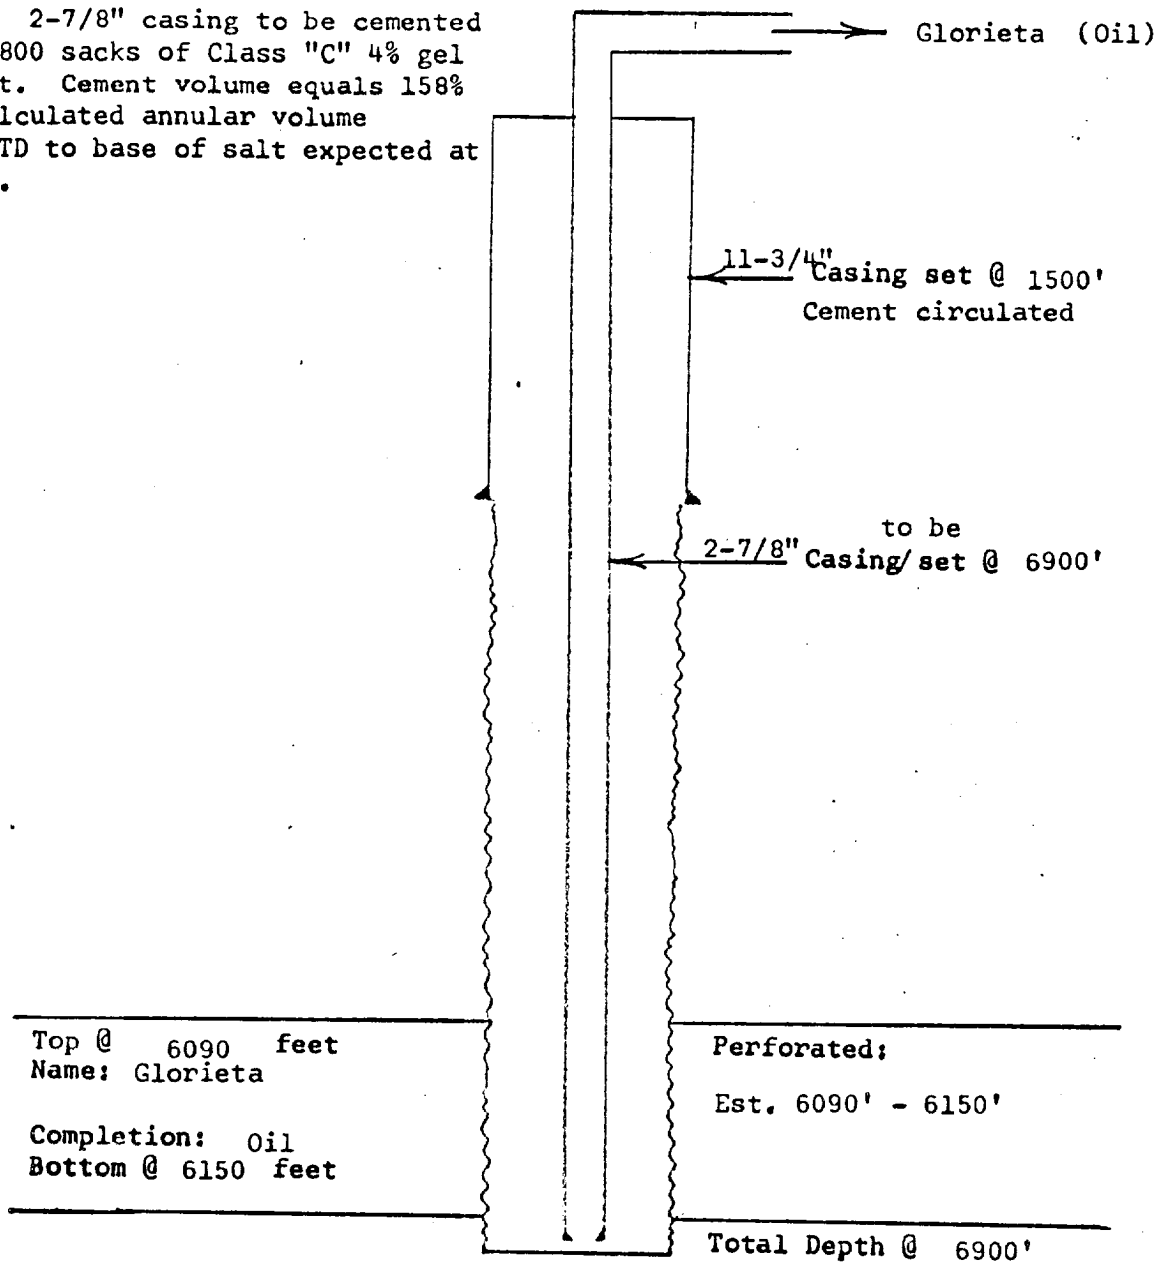 2-7/8" casing to be cemented
800 sacks of Class "C" 4% gel
t. Cement volume equals 158%
lculated annular volume
TD to base of salt expected at
.
Glorieta (Oil)
11-3/4"
Casing set @ 1500'
Cement circulated
to be
2-7/8" Casing/ set @ 6900'
Top @ 6090 feet
Name: Glorieta
Completion: Oil
Bottom @ 6150 feet
Perforated:
Est. 6090' - 6150'
Total Depth @ 6900'